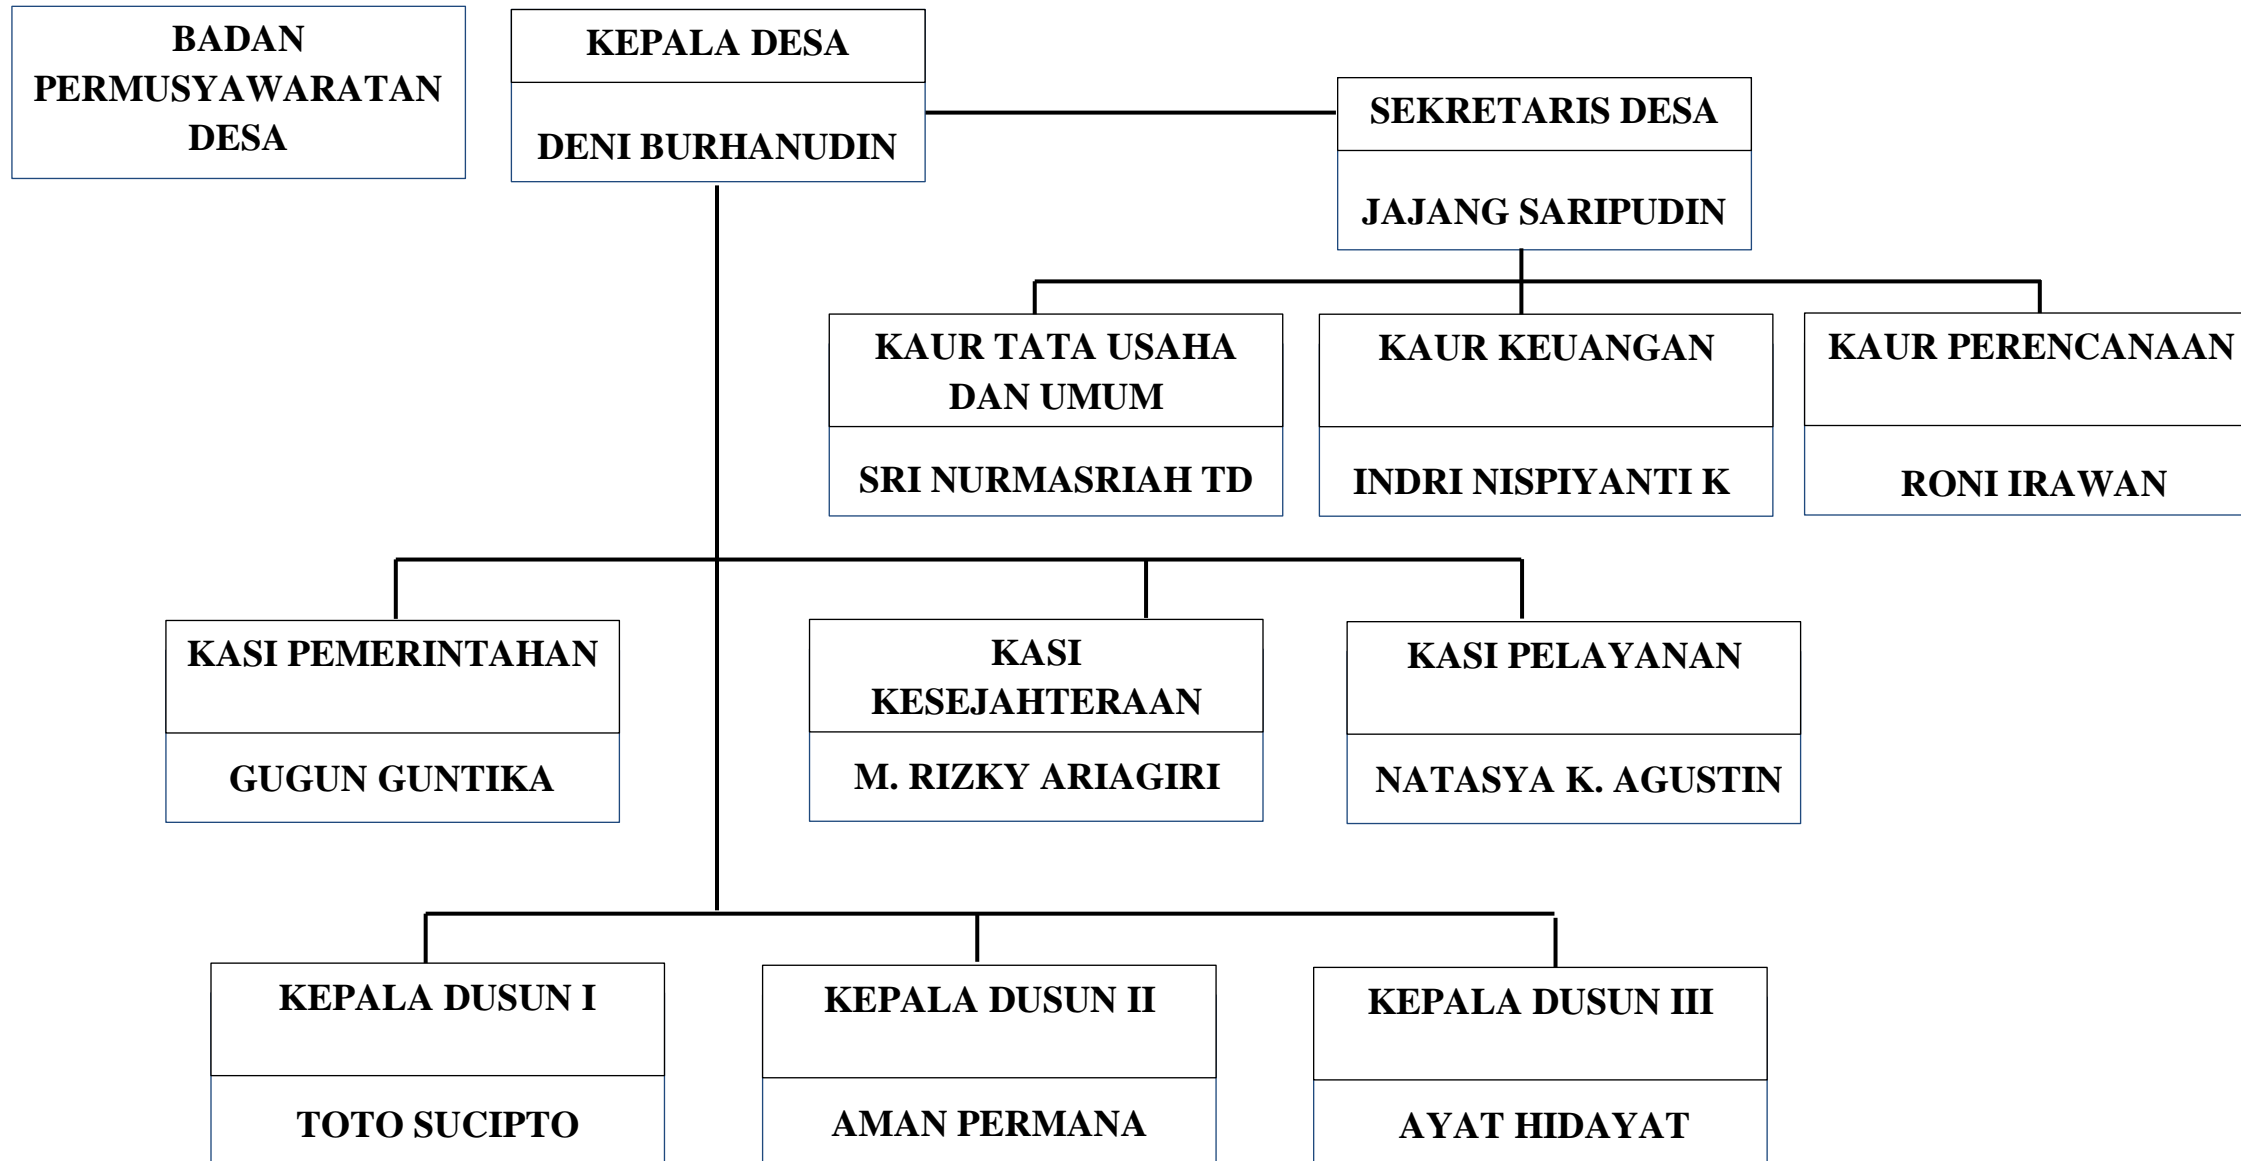 BADAN
PERMUSYAWARATAN
DESA
KEPALA DESA
DENI BURHANUDIN
SEKRETARIS DESA
JAJANG SARIPUDIN
KAUR TATA USAHA
DAN UMUM
SRI NURMASRIAH TD
KAUR KEUANGAN
INDRI NISPIYANTI K
KAUR PERENCANAAN
RONI IRAWAN
KASI PEMERINTAHAN
GUGUN GUNTIKA
KASI
KESEJAHTERAAN
M. RIZKY ARIAGIRI
KASI PELAYANAN
NATASYA K. AGUSTIN
KEPALA DUSUN I
TOTO SUCIPTO
KEPALA DUSUN II
AMAN PERMANA
KEPALA DUSUN III
AYAT HIDAYAT